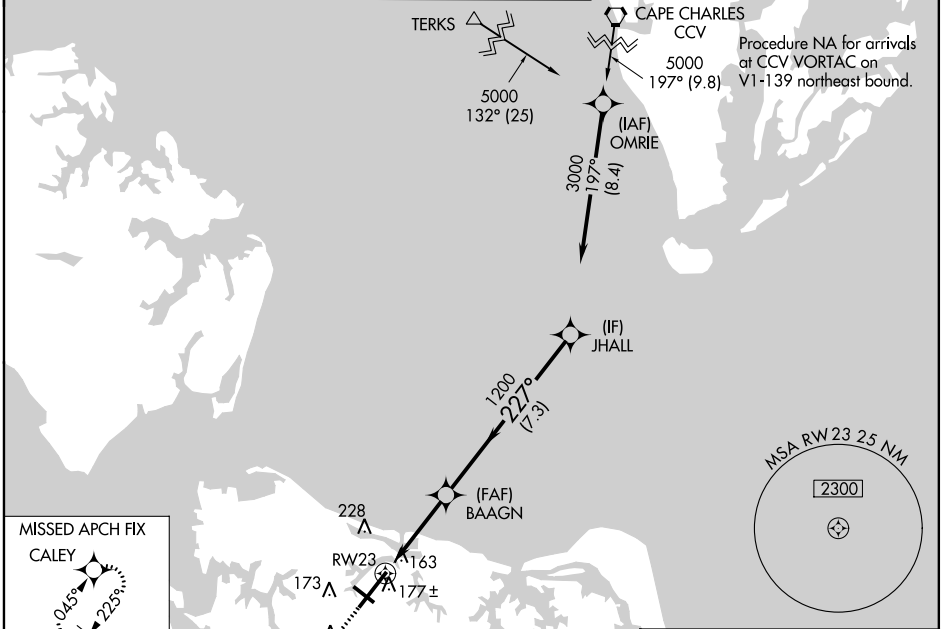 TERKS
CAPE CHARLES
CCV
Procedure NA for arrivals
at CCV VORTAC on
V1-139 northeast bound.
5000
197° (9.8)
5000
132° (25)
(IAF)
OMRIE
3000
197°
(8.4)
(IF)
JHALL
1200
227°
(7.3)
MSA RW23 25 NM
2300
(FAF)
BAAGN
228
RW23
163
173
177±
MISSED APCH FIX
CALEY
045°
225°